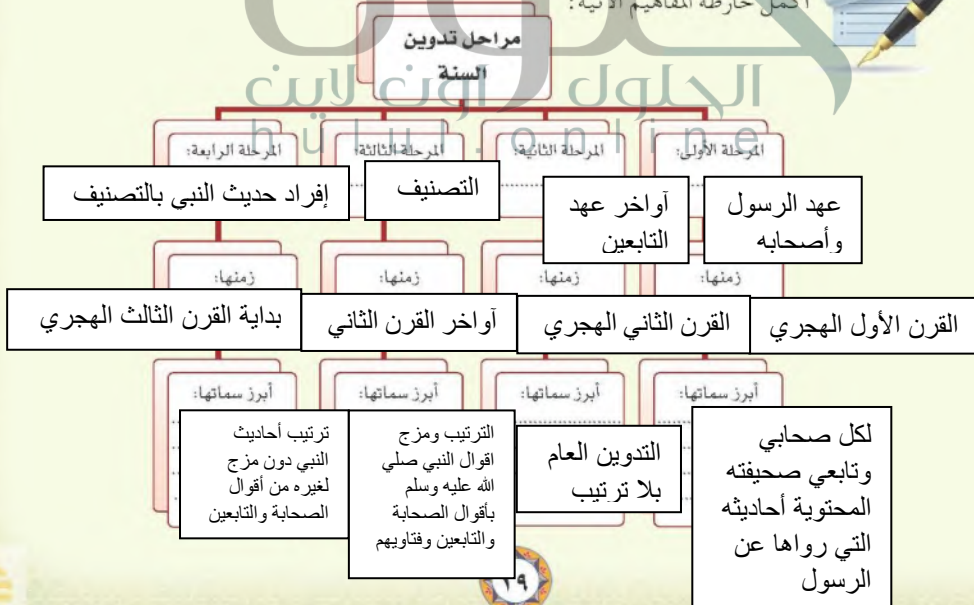 أكمل خارطة المفاهيم الآتية:
مراحل تدوين
السنة
الحلول اون لاين
hulul.online
المرحلة الأولى:
عهد الرسول
وأصحابه
المرحلة الثانية:
آواخر عهد
التابعين
المرحلة الثالثة:
التصنيف
المرحلة الرابعة:
إفراد حديث النبي بالتصنيف
زمنها:
القرن الأول الهجري
زمنها:
القرن الثاني الهجري
زمنها:
آواخر القرن الثاني
زمنها:
بداية القرن الثالث الهجري
أبرز سماتها:
لكل صحابي
وتابعي صحيفته
المحتوية أحاديثه
التي رواها عن
الرسول
أبرز سماتها:
التدوين العام
بلا ترتيب
أبرز سماتها:
الترتيب ومزج
اقوال النبي صلي
الله عليه وسلم
بأقوال الصحابة
والتابعين وفتاويهم
أبرز سماتها:
ترتيب أحاديث
النبي دون مزج
لغيره من أقوال
الصحابة والتابعين